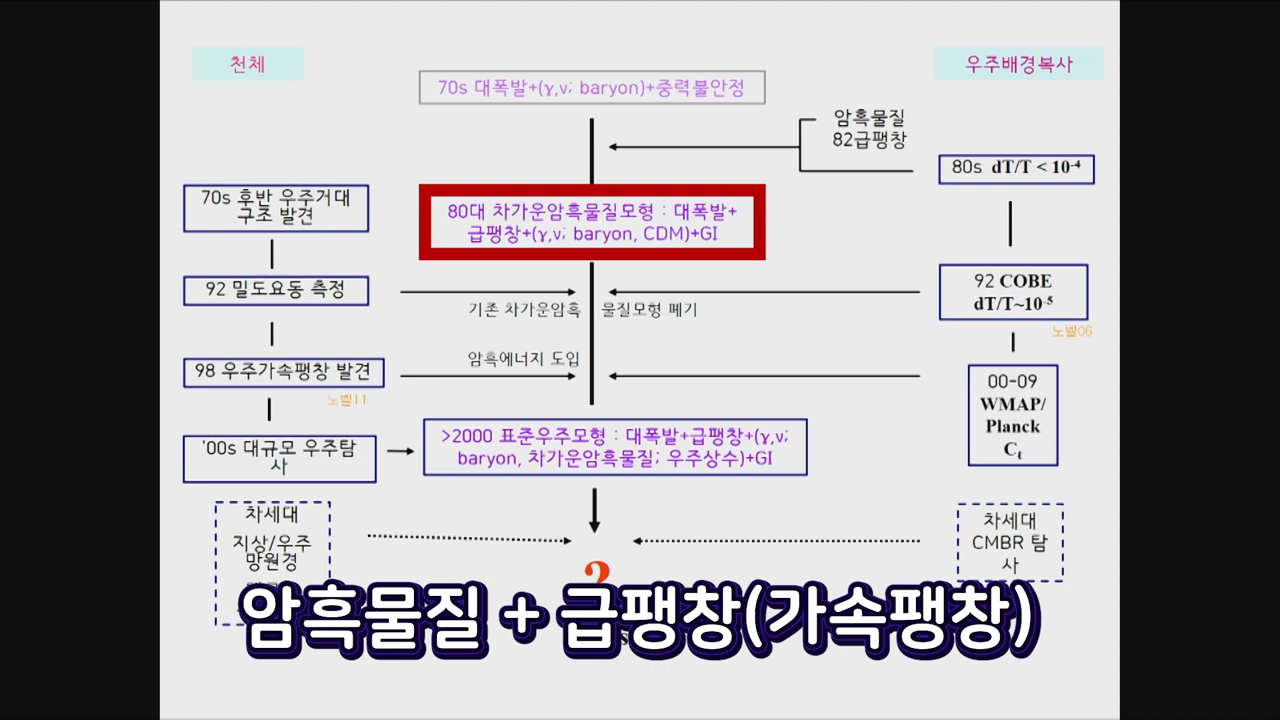 천체
우주배경복사
70s 대폭발+(γ,ν; baryon)+중력불안정
암흑물질
82급팽창
80s dT/T < 10⁻⁴
70s 후반 우주거대
구조 발견
80대 차가운암흑물질모형 : 대폭발+
급팽창+(γ,ν; baryon, CDM)+GI
92 밀도요동 측정
92 COBE
dT/T~10⁻⁵
노벨06
기존 차가운암흑 물질모형 폐기
암흑에너지 도입
98 우주가속팽창 발견
노벨11
00-09
WMAP/
Planck
Cₗ
'00s 대규모 우주탐
사
>2000 표준우주모형 : 대폭발+급팽창+(γ,ν;
baryon, 차가운암흑물질; 우주상수)+GI
차세대
지상/우주
망원경
차세대
CMBR 탐
사
?
암흑물질 + 급팽창(가속팽창)